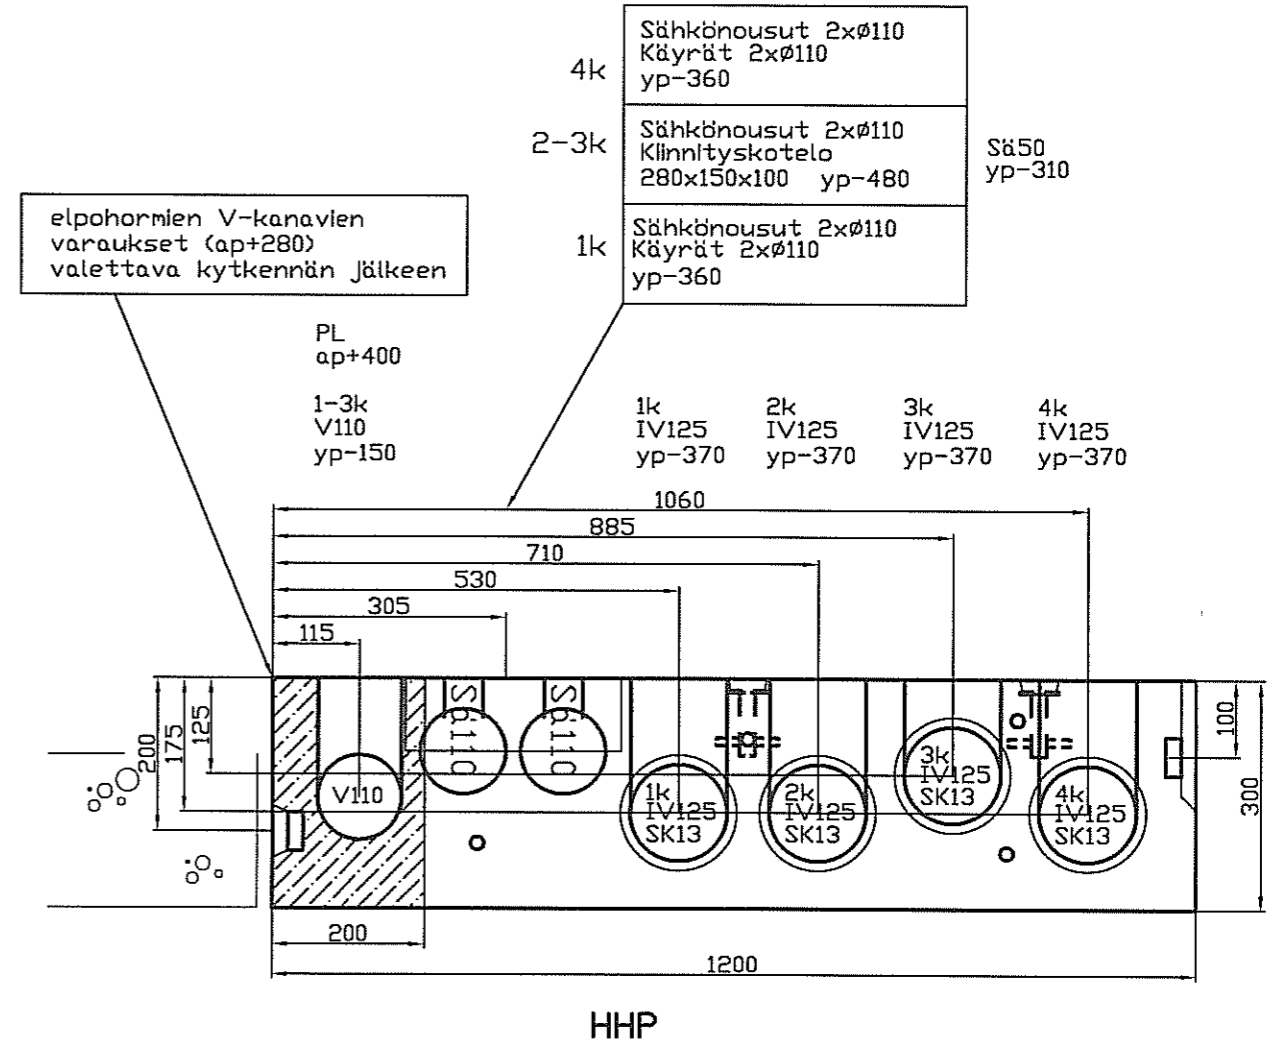 Sähkönousut 2xø110
Käyrät 2xø110
yp-360
4k
Sähkönousut 2xø110
Kiinnityskotelo
280x150x100 yp-480
2-3k
Sä50
yp-310
Sähkönousut 2xø110
Käyrät 2xø110
yp-360
1k
elpohormien V-kanavien
varaukset (ap+280)
valettava kytkennän jälkeen
PL
ap+400
1-3k
V110
yp-150
1k
IV125
yp-370
2k
IV125
yp-370
3k
IV125
yp-370
4k
IV125
yp-370
1060
885
710
530
305
115
200
175
125
V110
Sä110
Sä110
1k
IV125
SK13
2k
IV125
SK13
3k
IV125
SK13
4k
IV125
SK13
100
300
200
1200
HHP